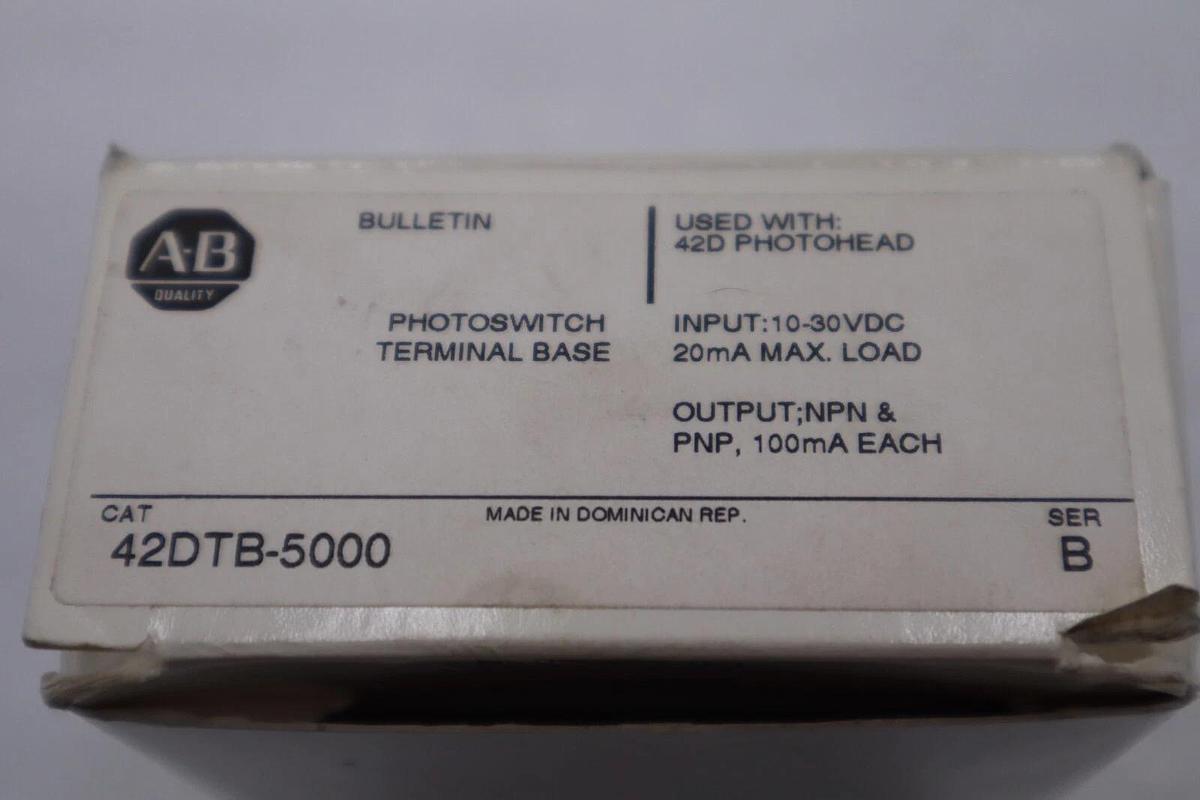 A-B
QUALITY
BULLETIN
PHOTOSWITCH
TERMINAL BASE
USED WITH:
42D PHOTOHEAD
INPUT:10-30VDC
20mA MAX. LOAD
OUTPUT;NPN &
PNP, 100mA EACH
CAT
42DTB-5000
MADE IN DOMINICAN REP.
SER
B